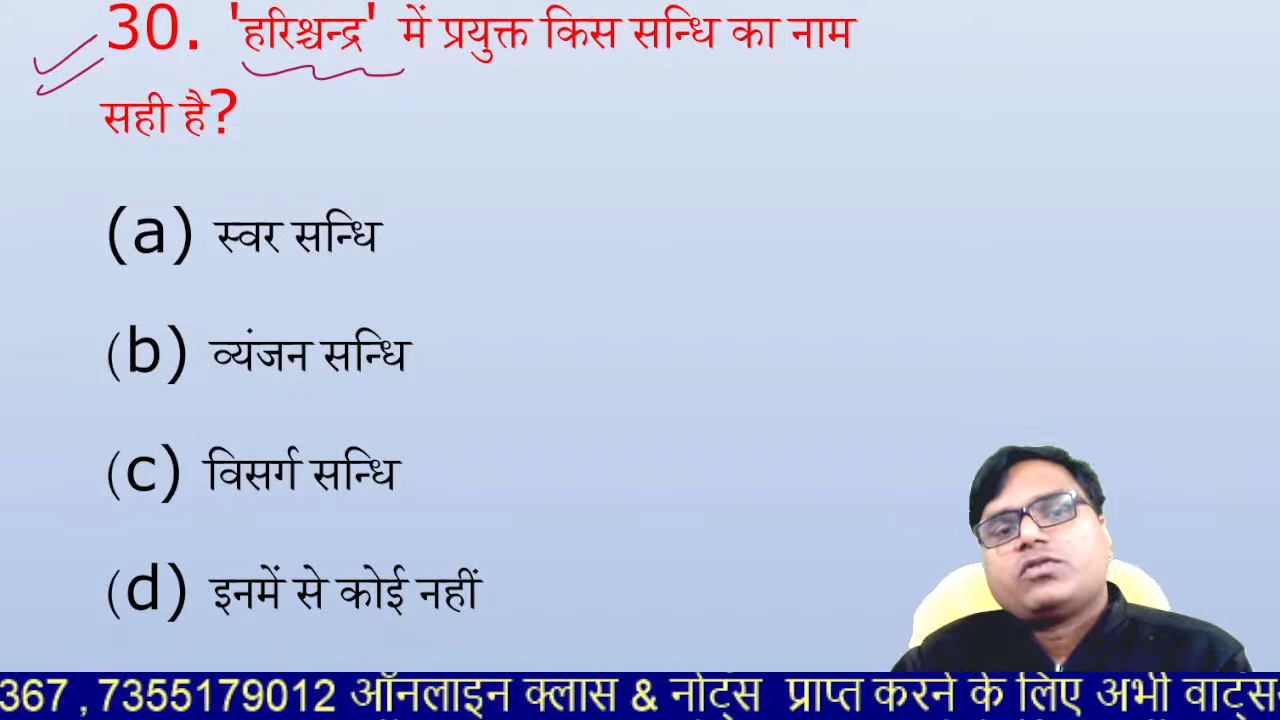 30. 'हरिश्चन्द्र' में प्रयुक्त किस सन्धि का नाम
सही है?
(a) स्वर सन्धि
(b) व्यंजन सन्धि
(c) विसर्ग सन्धि
(d) इनमें से कोई नहीं
367 , 7355179012 ऑनलाइन क्लास & नोट्स प्राप्त करने के लिए अभी वार्ट्स